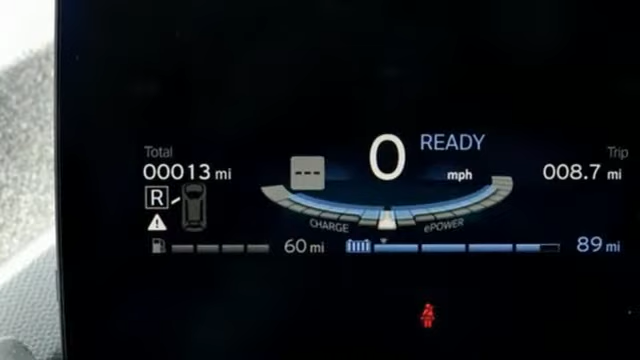 Total
00013 mi
R
---
0 READY
mph
Trip
008.7 mi
CHARGE
ePOWER
60 mi
89 mi